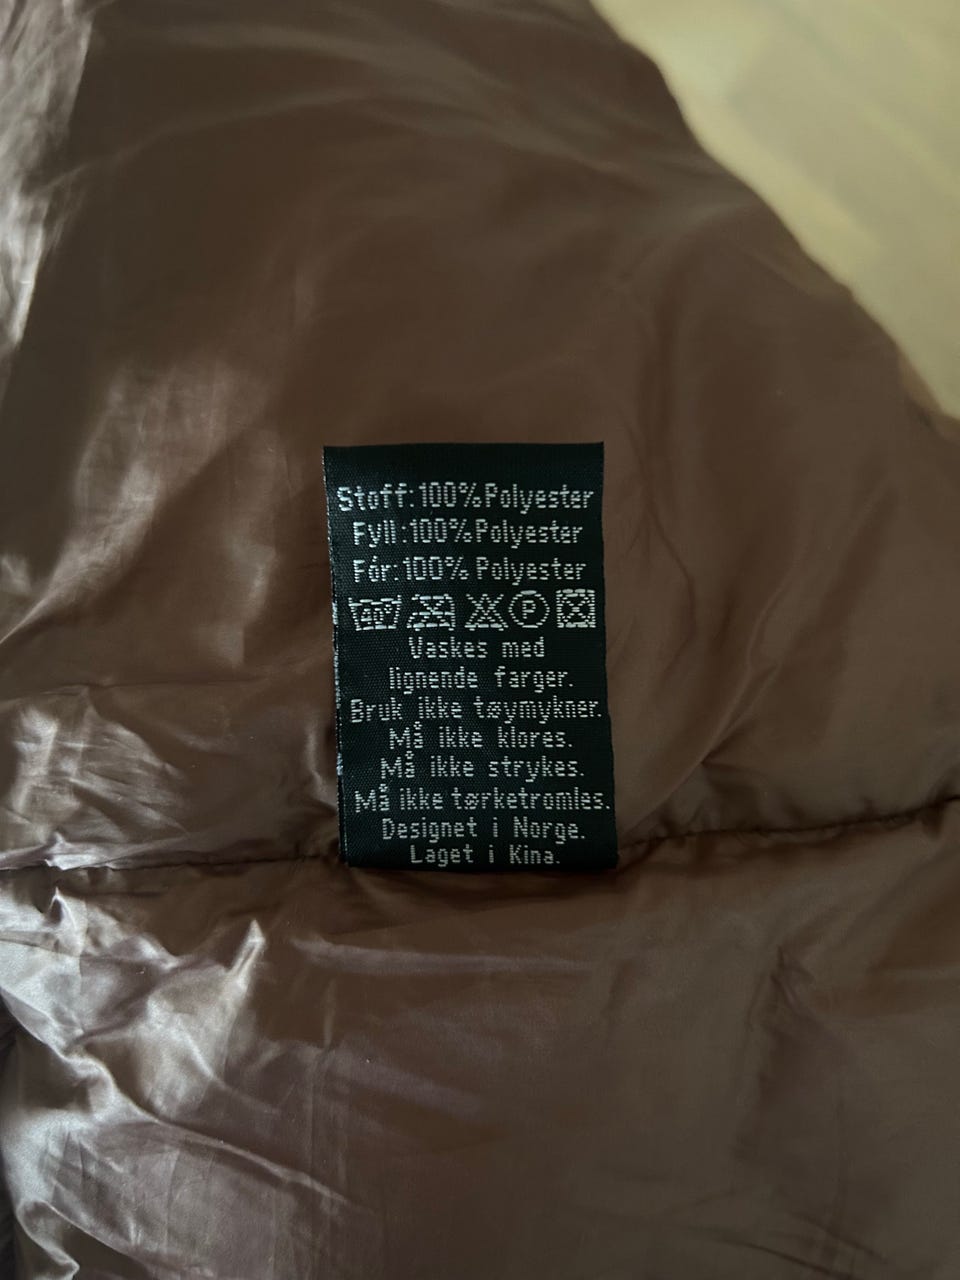 Stoff:100%Polyester
Fyll:100%Polyester
Fór:100% Polyester
40° P
Vaskes med
lignende farger.
Bruk ikke tøymykner.
Må ikke klores.
Må ikke strykes.
Må ikke tørketromles.
Designet i Norge.
Laget i Kina.